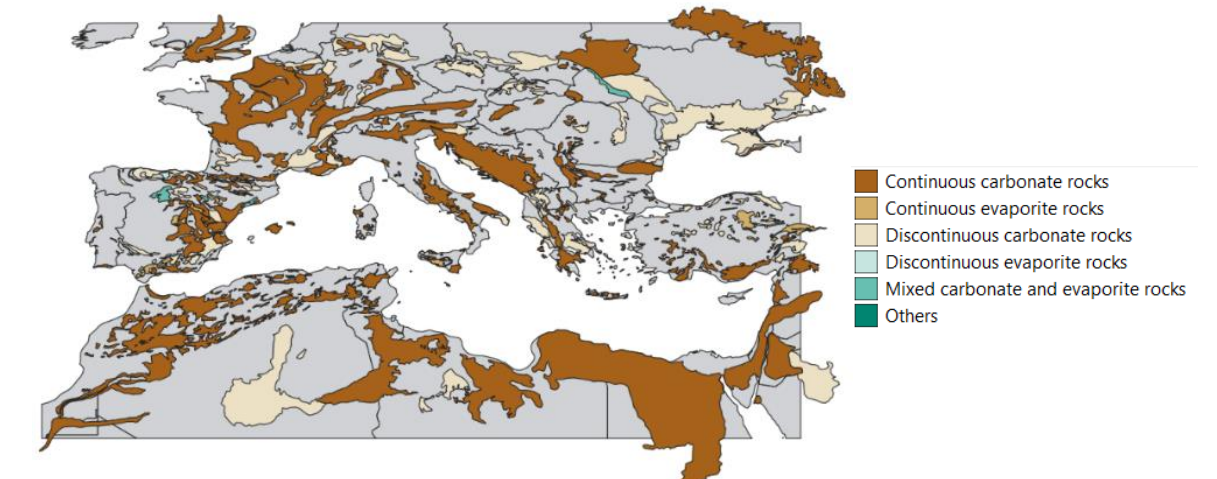 Continuous carbonate rocks
Continuous evaporite rocks
Discontinuous carbonate rocks
Discontinuous evaporite rocks
Mixed carbonate and evaporite rocks
Others